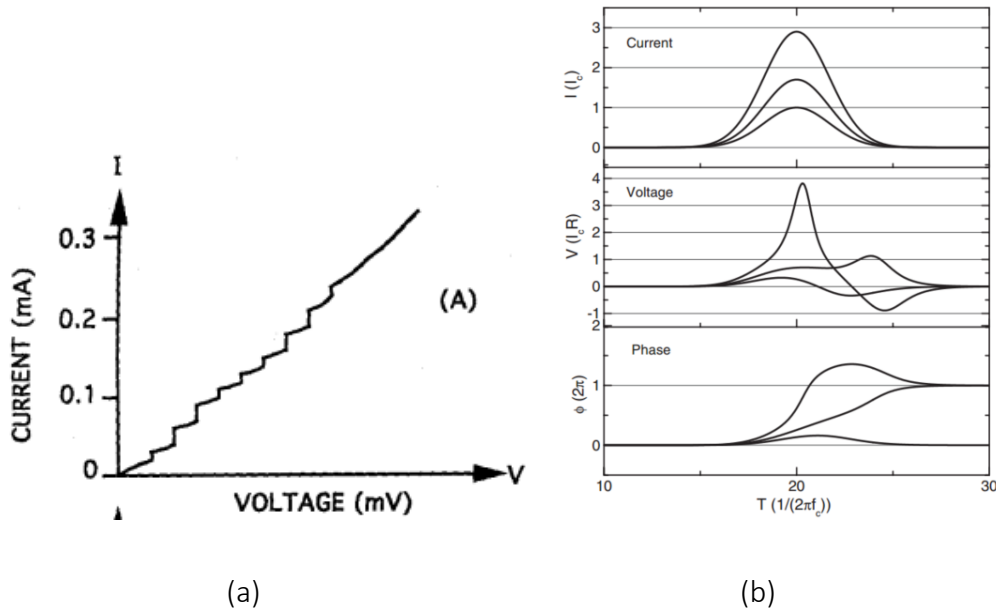 I
CURRENT (mA)
0.3
0.2
0.1
0
(A)
V
VOLTAGE (mV)
(a)
Current
I (I_c)
3
2
1
0
Voltage
V (I_cR)
4
3
2
1
0
-1
Phase
ϕ (2π)
2
1
0
10
20
30
T (1/(2πf_c))
(b)